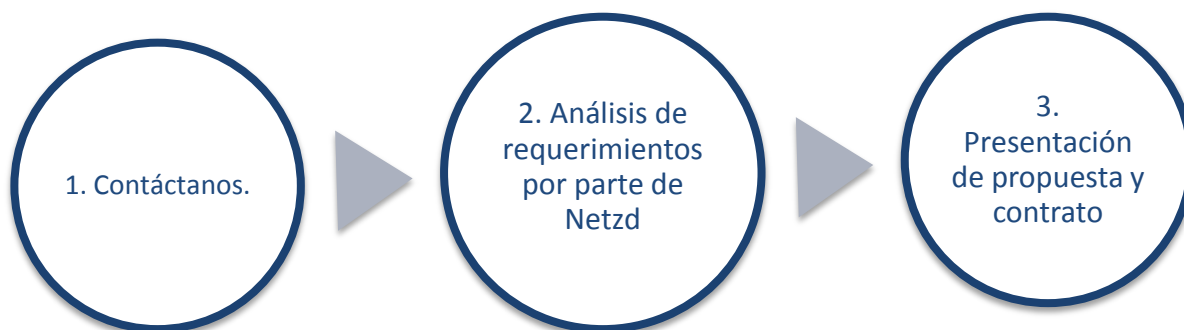 1. Contáctanos.
2. Análisis de
requerimientos
por parte de
Netzd
3.
Presentación
de propuesta y
contrato